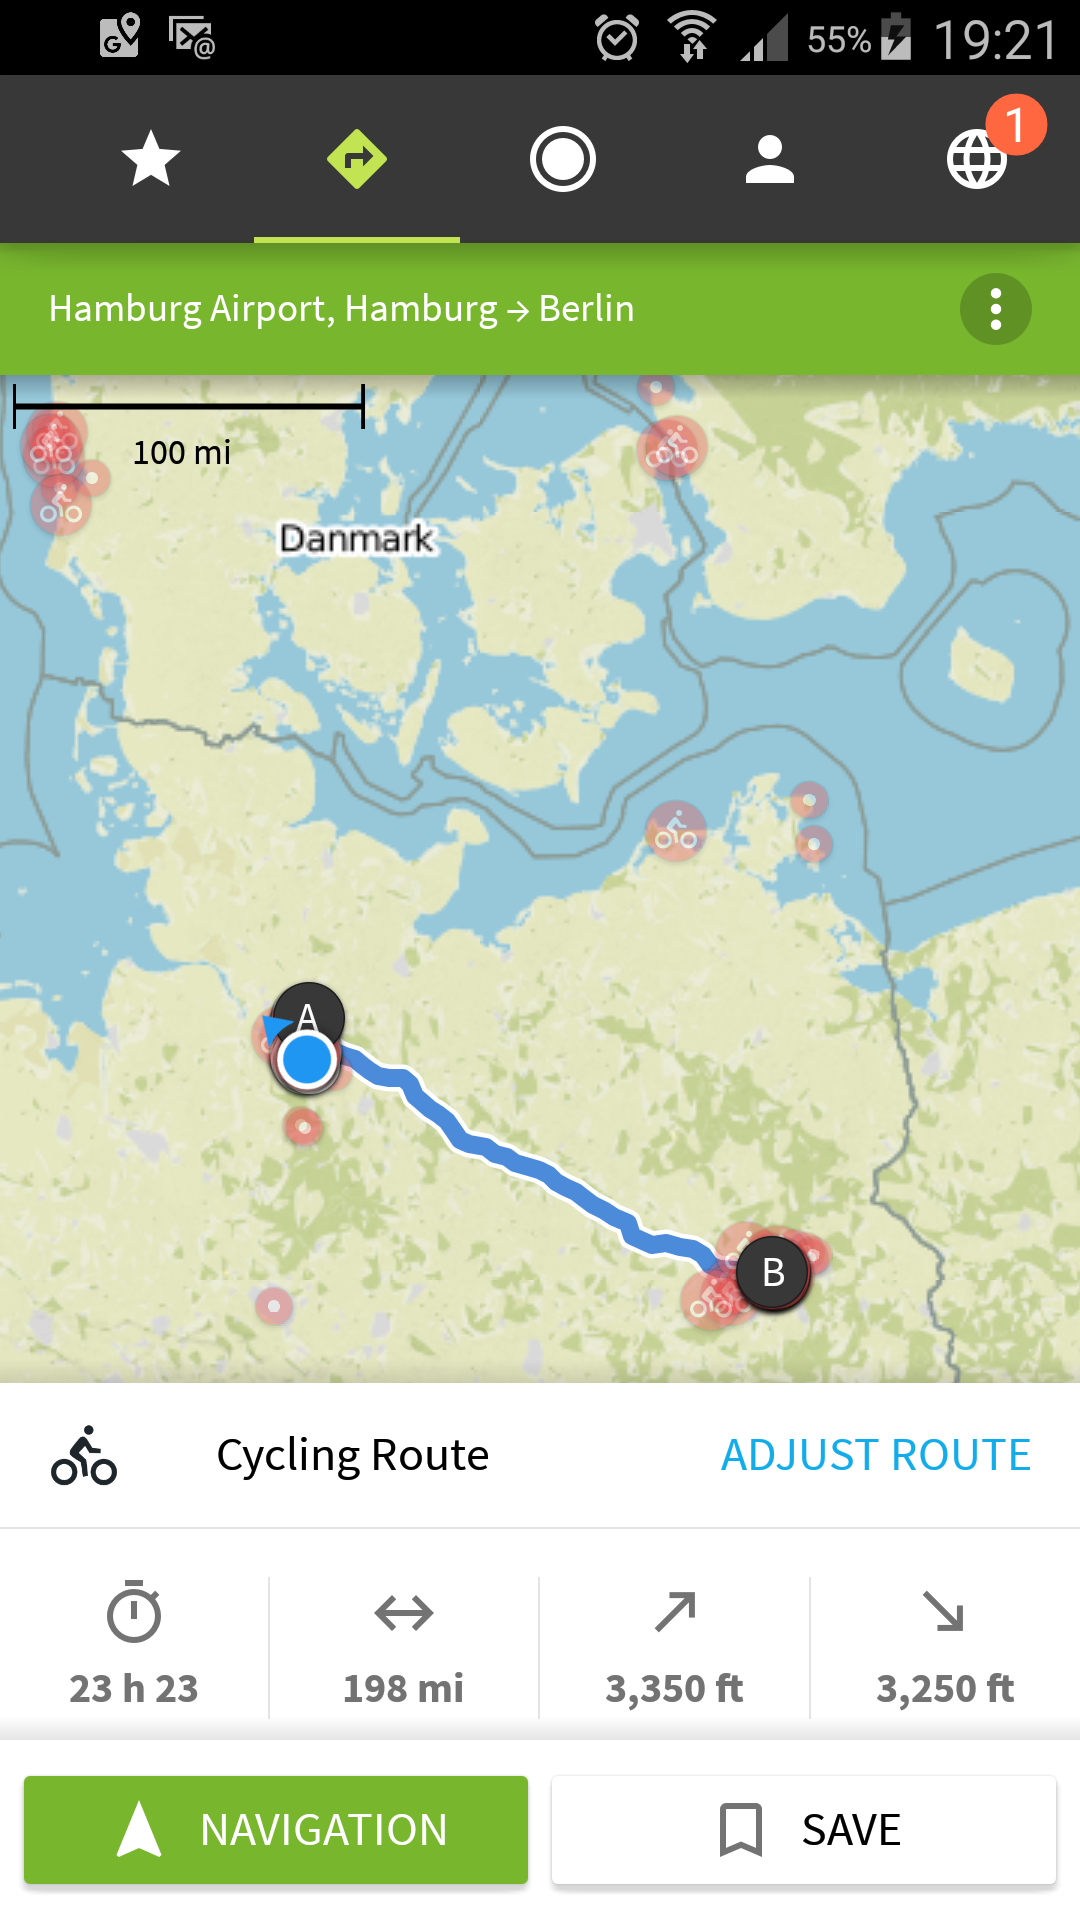 55% 19:21
1
Hamburg Airport, Hamburg → Berlin
100 mi
Danmark
A
B
Cycling Route ADJUST ROUTE
23 h 23 198 mi 3,350 ft 3,250 ft
NAVIGATION SAVE